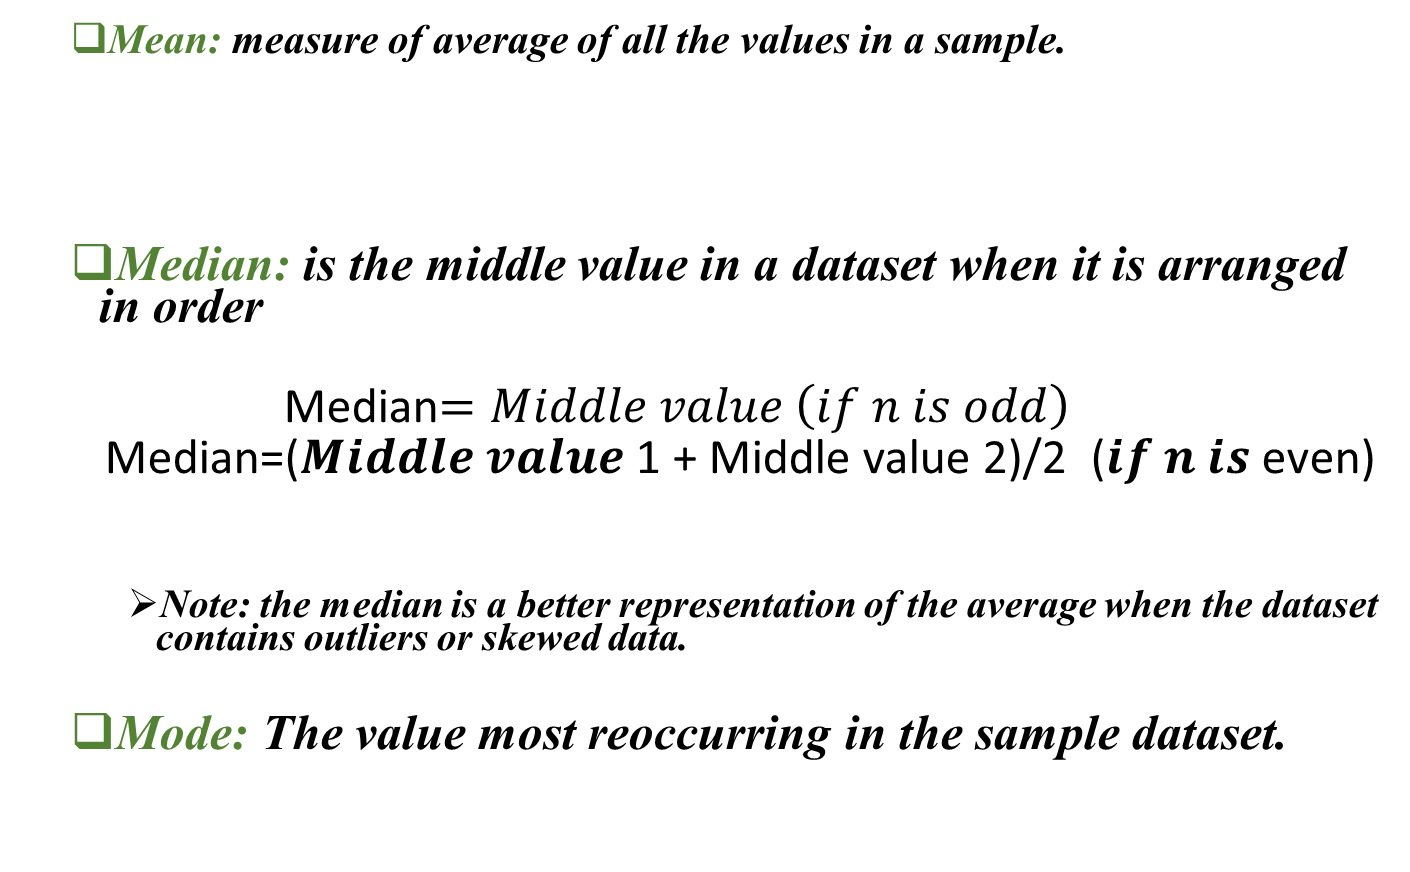 ❑Mean: measure of average of all the values in a sample.
❑Median: is the middle value in a dataset when it is arranged
in order
Median= Middle value (if n is odd)
Median=(Middle value 1 + Middle value 2)/2 (if n is even)
➢Note: the median is a better representation of the average when the dataset
contains outliers or skewed data.
❑Mode: The value most reoccurring in the sample dataset.